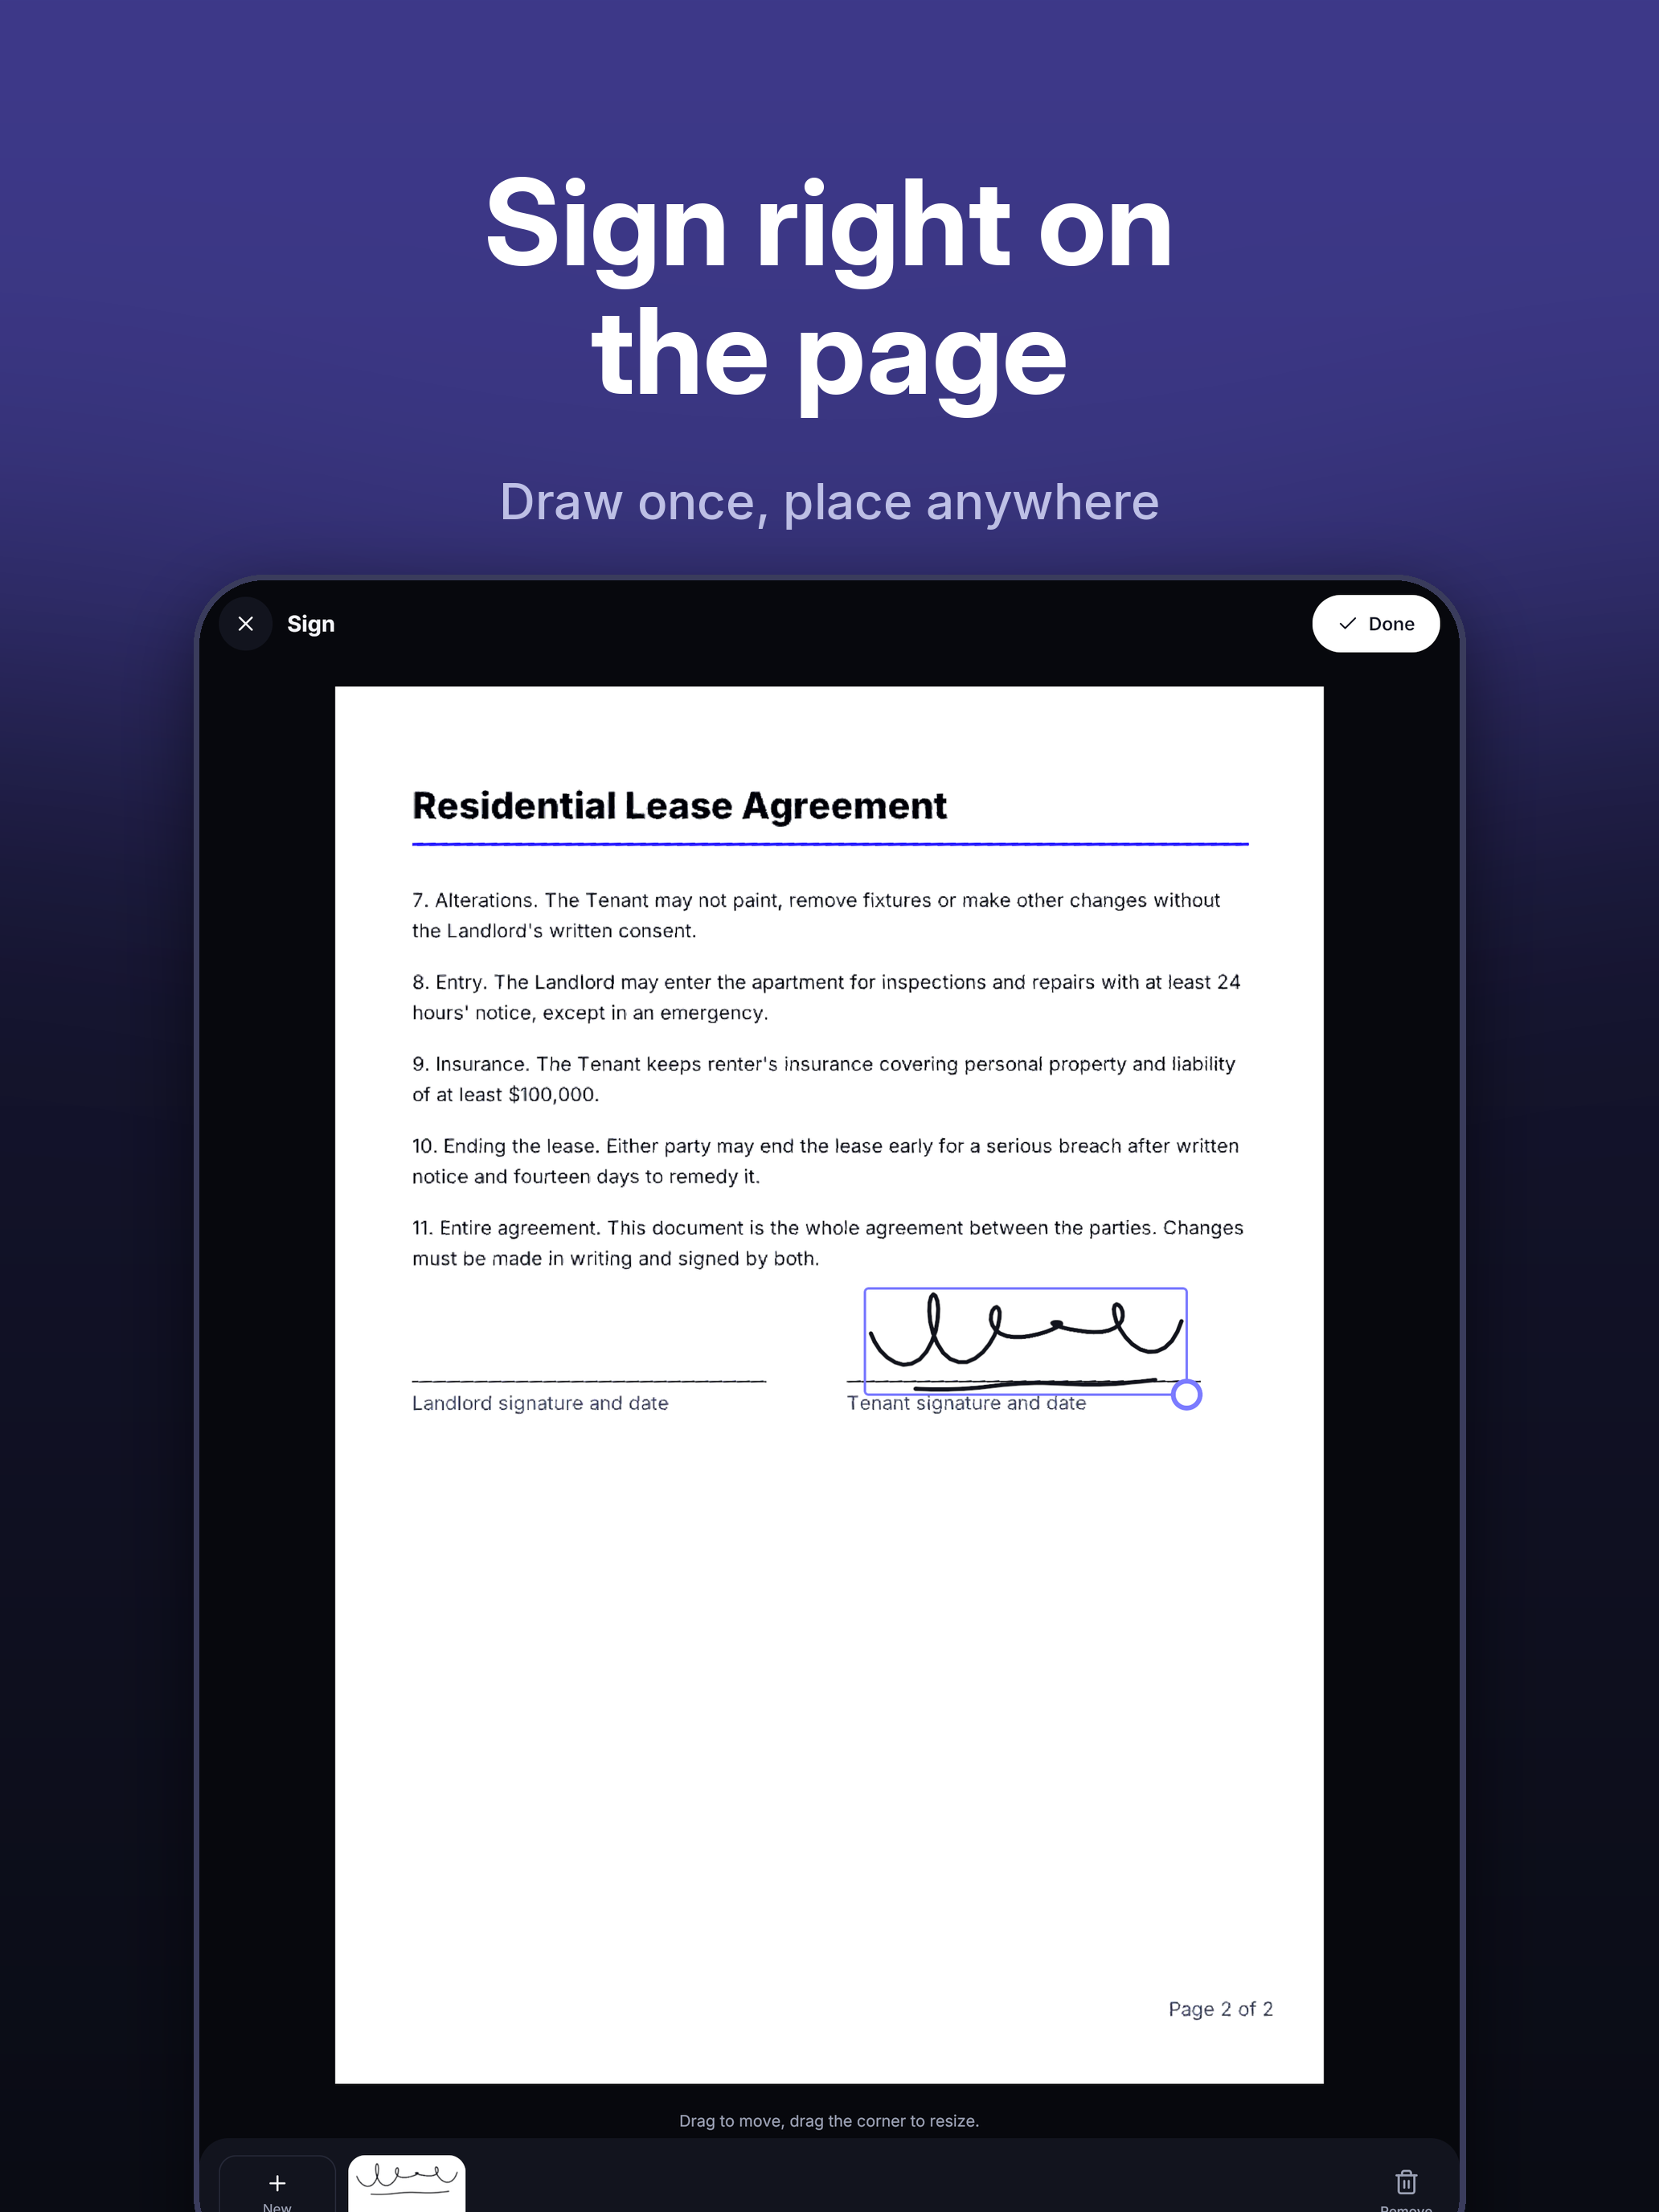 Sign right on
the page
Draw once, place anywhere
Sign
Done
Residential Lease Agreement
7. Alterations. The Tenant may not paint, remove fixtures or make other changes without
the Landlord's written consent.
8. Entry. The Landlord may enter the apartment for inspections and repairs with at least 24
hours' notice, except in an emergency.
9. Insurance. The Tenant keeps renter's insurance covering personal property and liability
of at least $100,000.
10. Ending the lease. Either party may end the lease early for a serious breach after written
notice and fourteen days to remedy it.
11. Entire agreement. This document is the whole agreement between the parties. Changes
must be made in writing and signed by both.
Landlord signature and date
Tenant signature and date
Page 2 of 2
Drag to move, drag the corner to resize.
New
Remove